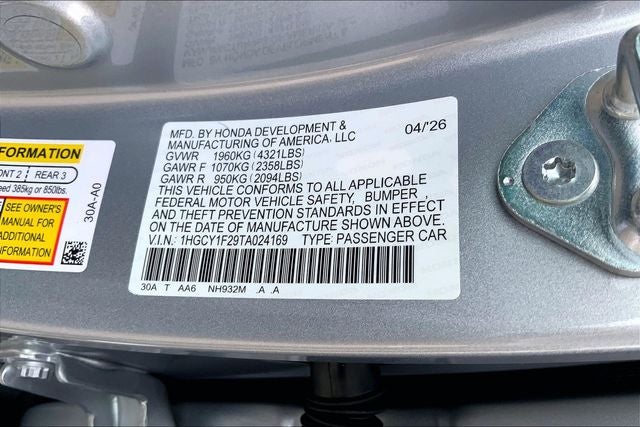 MFD. BY HONDA DEVELOPMENT &
MANUFACTURING OF AMERICA, LLC
04/'26
GVWR 1960KG (4321LBS)
GAWR F 1070KG (2358LBS)
GAWR R 950KG (2094LBS)
THIS VEHICLE CONFORMS TO ALL APPLICABLE
FEDERAL MOTOR VEHICLE SAFETY, BUMPER
AND THEFT PREVENTION STANDARDS IN EFFECT
ON THE DATE OF MANUFACTURE SHOWN ABOVE.
V.I.N.: 1HGCY1F29TA024169 TYPE: PASSENGER CAR
30A T AA6 NH932M .A .A
FORMATION
ONT 2 REAR 3
eed 385kg or 850lbs.
SEE OWNER'S
MANUAL FOR
ADDITIONAL
INFORMATION
30A-A0